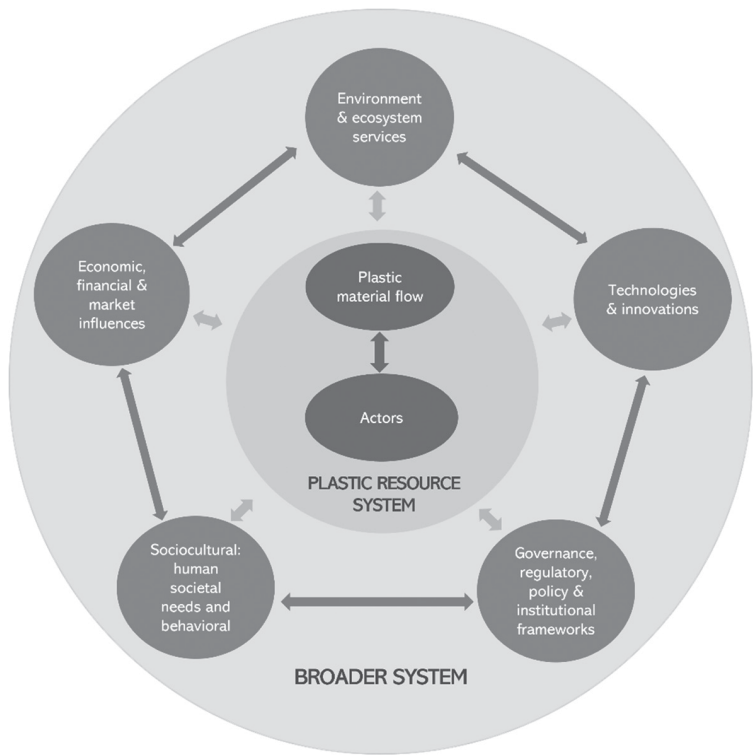 Environment
& ecosystem
services
Economic,
financial &
market
influences
Plastic
material flow
Technologies
& innovations
Actors
PLASTIC RESOURCE
SYSTEM
Sociocultural:
human
societal
needs and
behavioral
Governance,
regulatory,
policy &
institutional
frameworks
BROADER SYSTEM